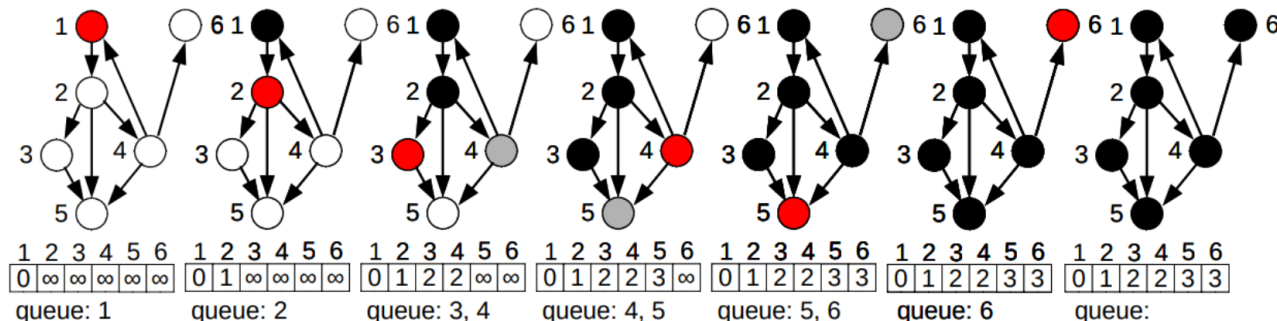 1 6 1 6 1 6 1 6 1 6 1 6 1 6
2 2 2 2 2 2 2
3 4 3 4 3 4 3 4 3 4 3 4 3 4
5 5 5 5 5 5 5
1 2 3 4 5 6 1 2 3 4 5 6 1 2 3 4 5 6 1 2 3 4 5 6 1 2 3 4 5 6 1 2 3 4 5 6 1 2 3 4 5 6
0 ∞ ∞ ∞ ∞ ∞ 0 1 ∞ ∞ ∞ ∞ 0 1 2 2 ∞ ∞ 0 1 2 2 3 ∞ 0 1 2 2 3 3 0 1 2 2 3 3 0 1 2 2 3 3
queue: 1 queue: 2 queue: 3, 4 queue: 4, 5 queue: 5, 6 queue: 6 queue: